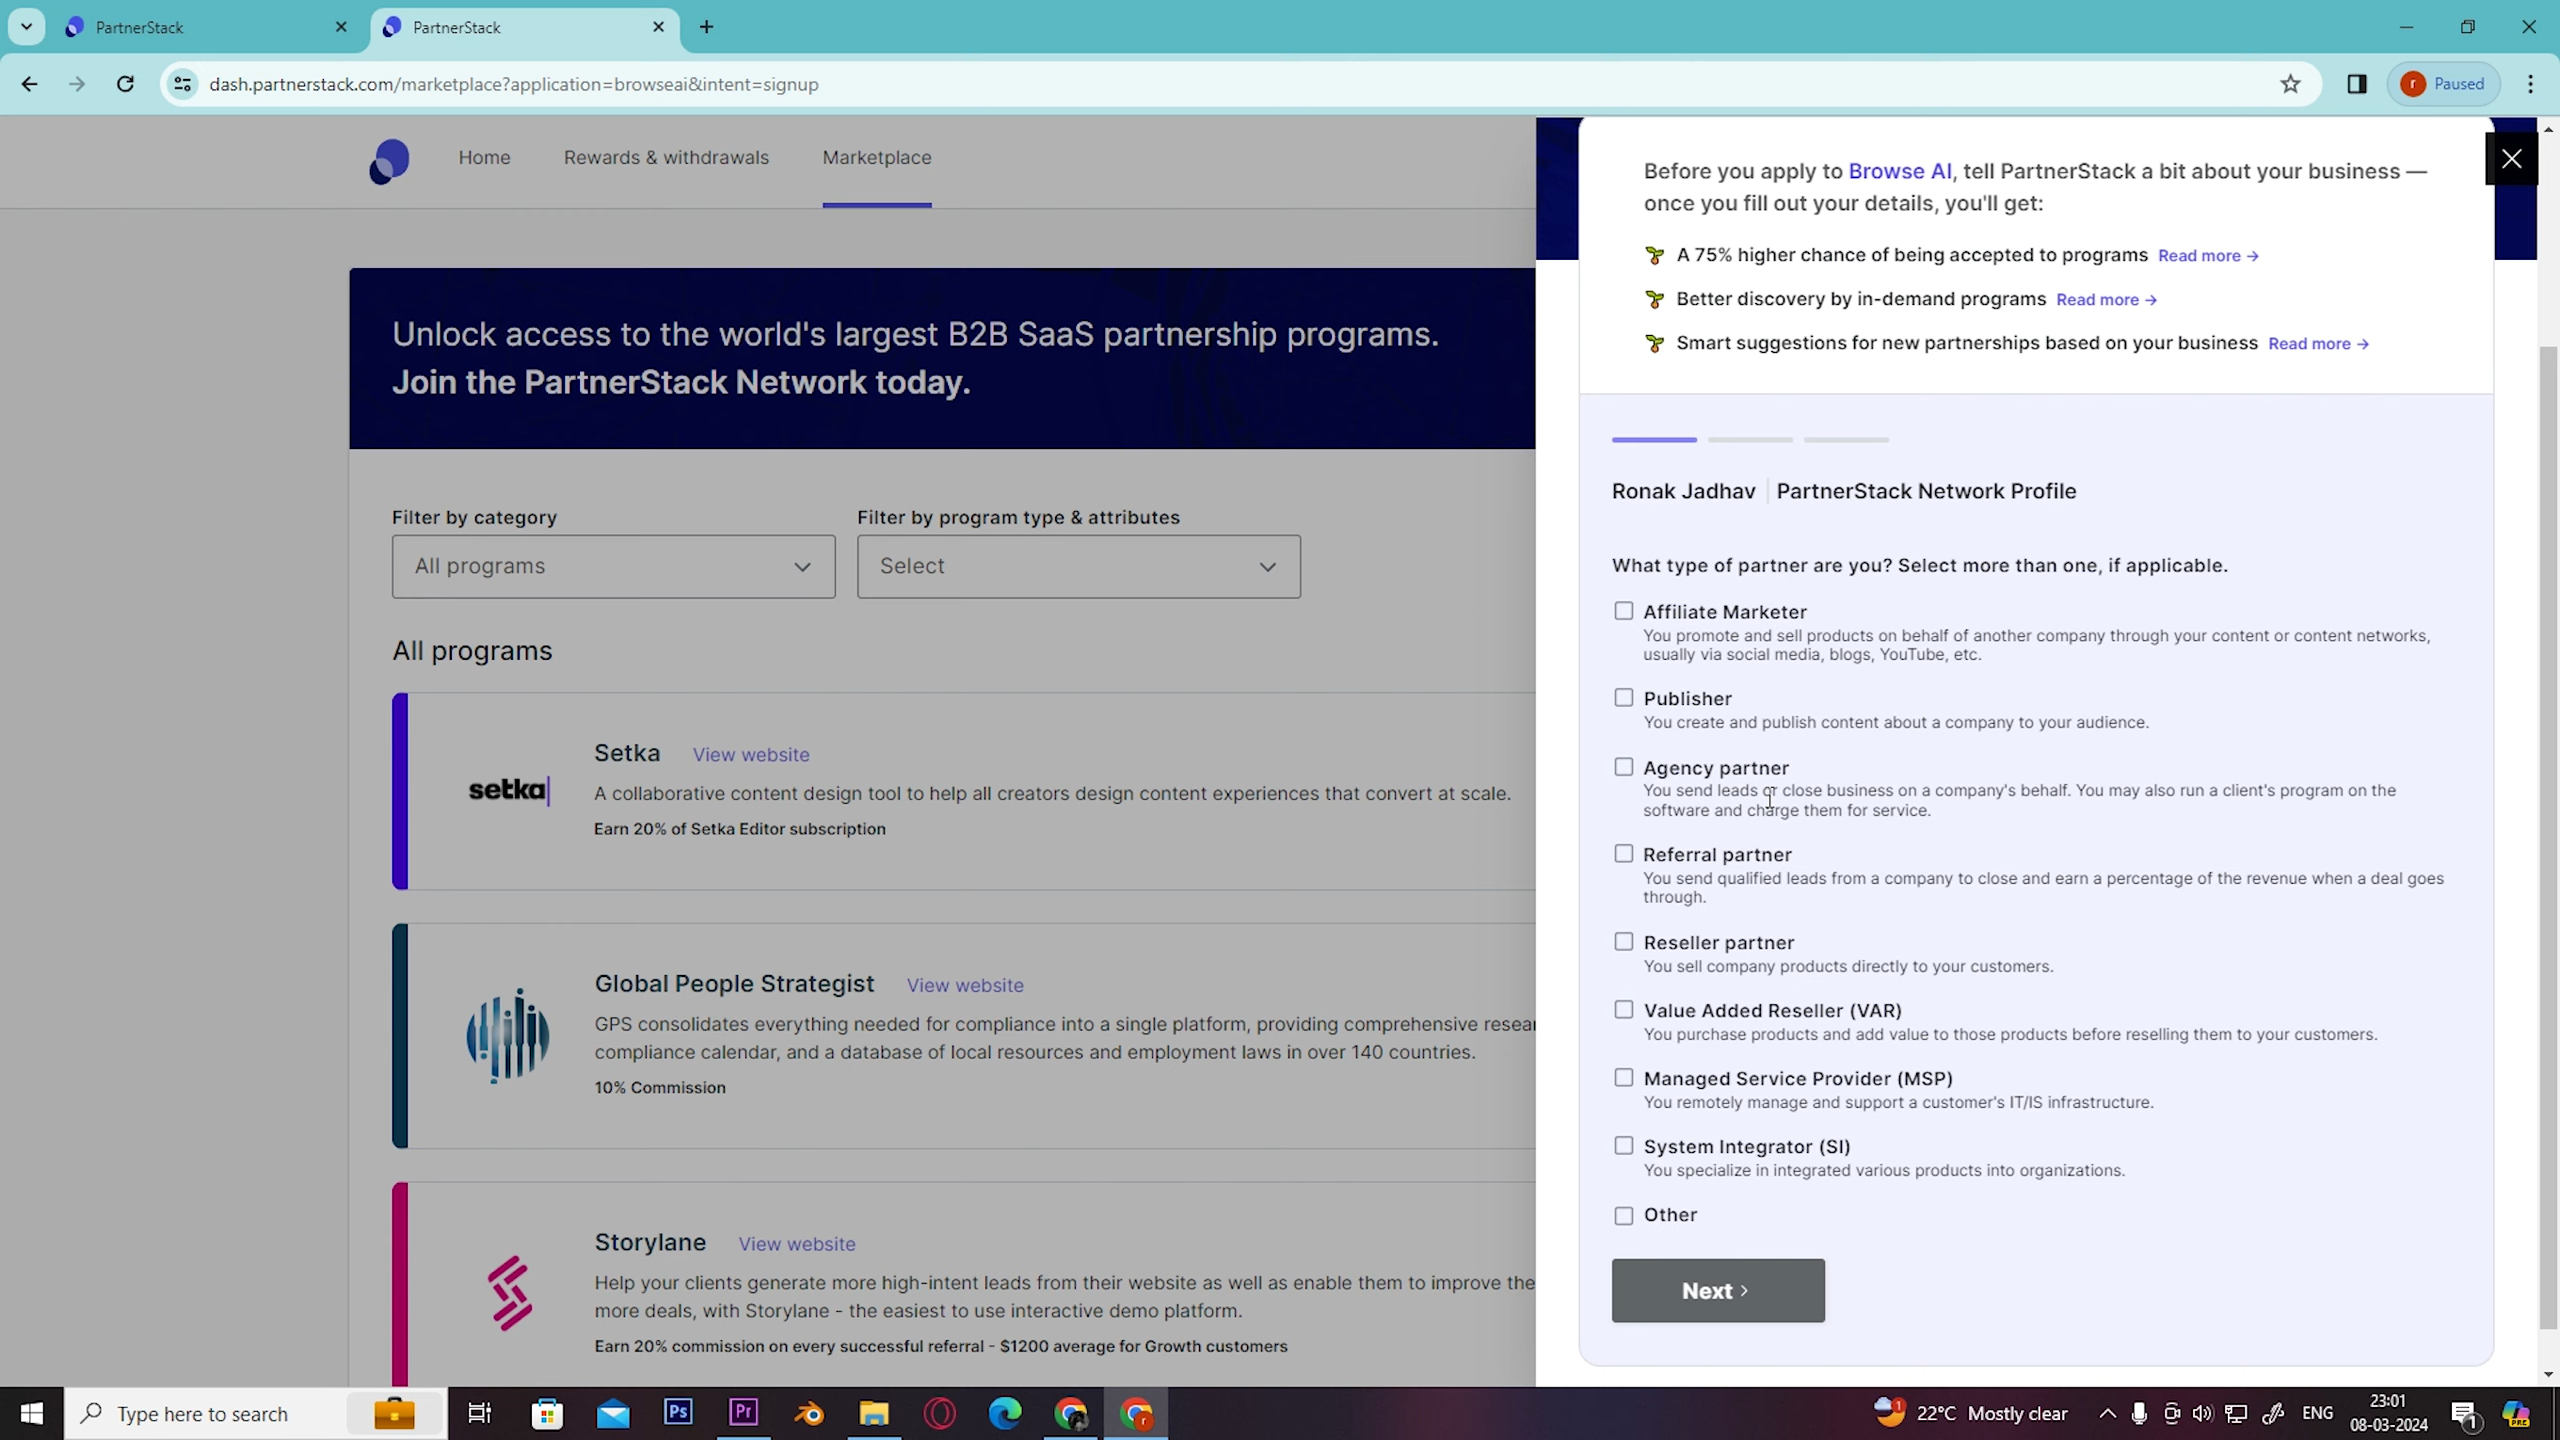 PartnerStack
PartnerStack
dash.partnerstack.com/marketplace?application=browseai&intent=signup
r Paused
Home Rewards & withdrawals Marketplace
Unlock access to the world's largest B2B SaaS partnership programs.
Join the PartnerStack Network today.
Filter by category
All programs
Filter by program type & attributes
Select
All programs
setka
Setka View website
A collaborative content design tool to help all creators design content experiences that convert at scale.
Earn 20% of Setka Editor subscription
Global People Strategist View website
GPS consolidates everything needed for compliance into a single platform, providing comprehensive resear
compliance calendar, and a database of local resources and employment laws in over 140 countries.
10% Commission
Storylane View website
Help your clients generate more high-intent leads from their website as well as enable them to improve the
more deals, with Storylane - the easiest to use interactive demo platform.
Earn 20% commission on every successful referral - $1200 average for Growth customers
Before you apply to Browse AI, tell PartnerStack a bit about your business —
once you fill out your details, you'll get:
A 75% higher chance of being accepted to programs Read more →
Better discovery by in-demand programs Read more →
Smart suggestions for new partnerships based on your business Read more →
Ronak Jadhav PartnerStack Network Profile
What type of partner are you? Select more than one, if applicable.
Affiliate Marketer
You promote and sell products on behalf of another company through your content or content networks,
usually via social media, blogs, YouTube, etc.
Publisher
You create and publish content about a company to your audience.
Agency partner
You send leads or close business on a company's behalf. You may also run a client's program on the
software and charge them for service.
Referral partner
You send qualified leads from a company to close and earn a percentage of the revenue when a deal goes
through.
Reseller partner
You sell company products directly to your customers.
Value Added Reseller (VAR)
You purchase products and add value to those products before reselling them to your customers.
Managed Service Provider (MSP)
You remotely manage and support a customer's IT/IS infrastructure.
System Integrator (SI)
You specialize in integrated various products into organizations.
Other
Next ›
Type here to search
Ps
Pr
r
1
22°C Mostly clear
ENG
23:01
08-03-2024
1
PRE